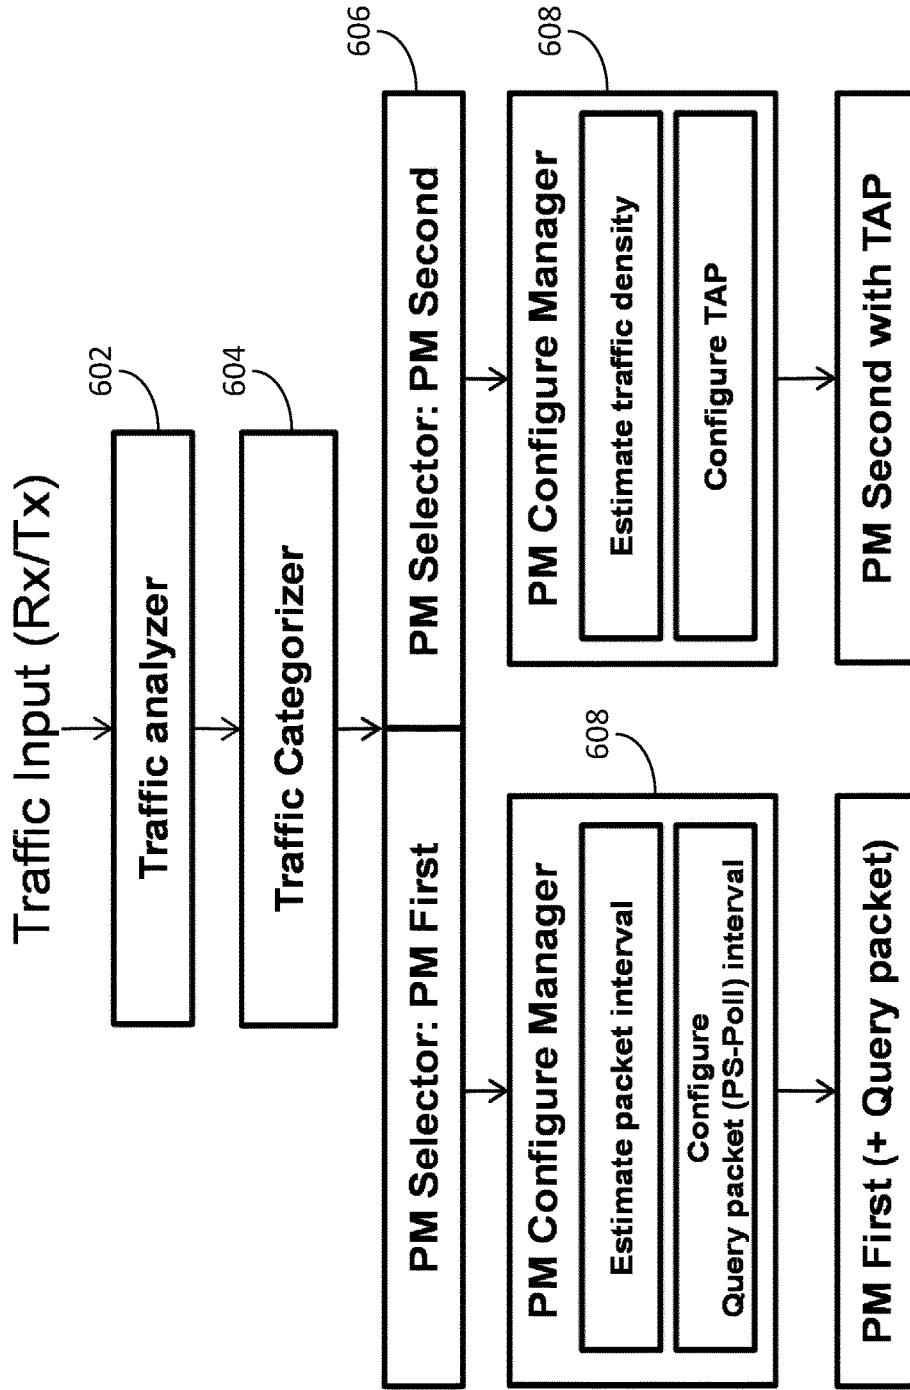 Traffic Input (Rx/Tx)
602
Traffic analyzer
604
Traffic Categorizer
606
PM Selector: PM First
PM Selector: PM Second
608
PM Configure Manager
Estimate packet interval
Configure
Query packet (PS-Poll) interval
PM First (+ Query packet)
608
PM Configure Manager
Estimate traffic density
Configure TAP
PM Second with TAP